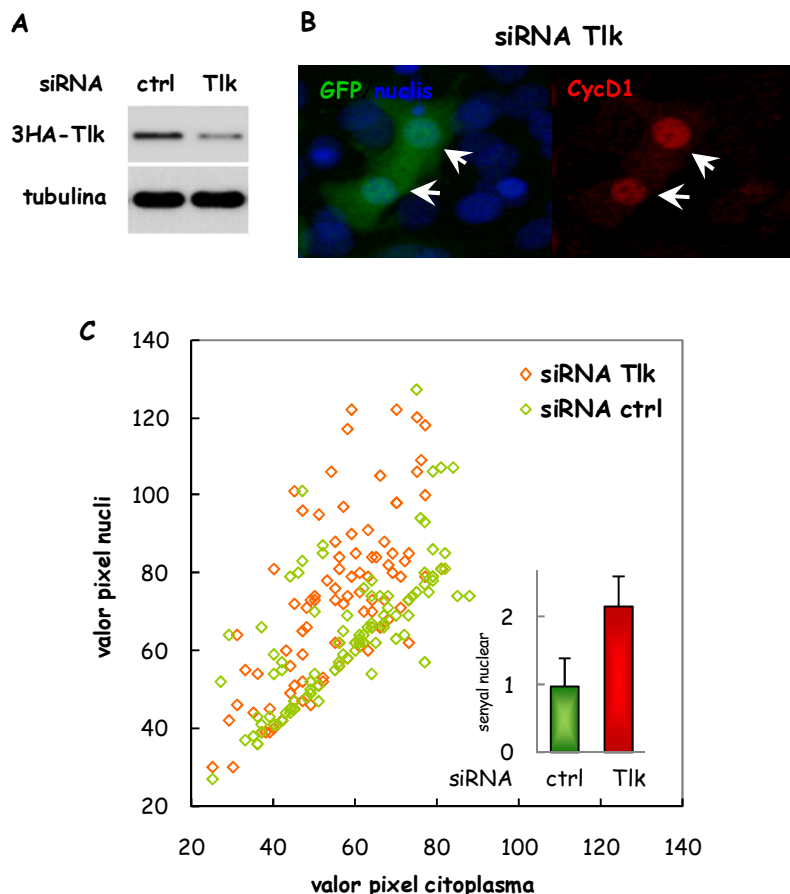 A
siRNA ctrl Tlk
3HA-Tlk
tubulina
B
siRNA Tlk
GFP nuclis
CycD1
C
valor pixel nucli
140
120
100
80
60
40
20
siRNA Tlk
siRNA ctrl
senyal nuclear
2
1
0
siRNA ctrl Tlk
20 40 60 80 100 120 140
valor pixel citoplasma